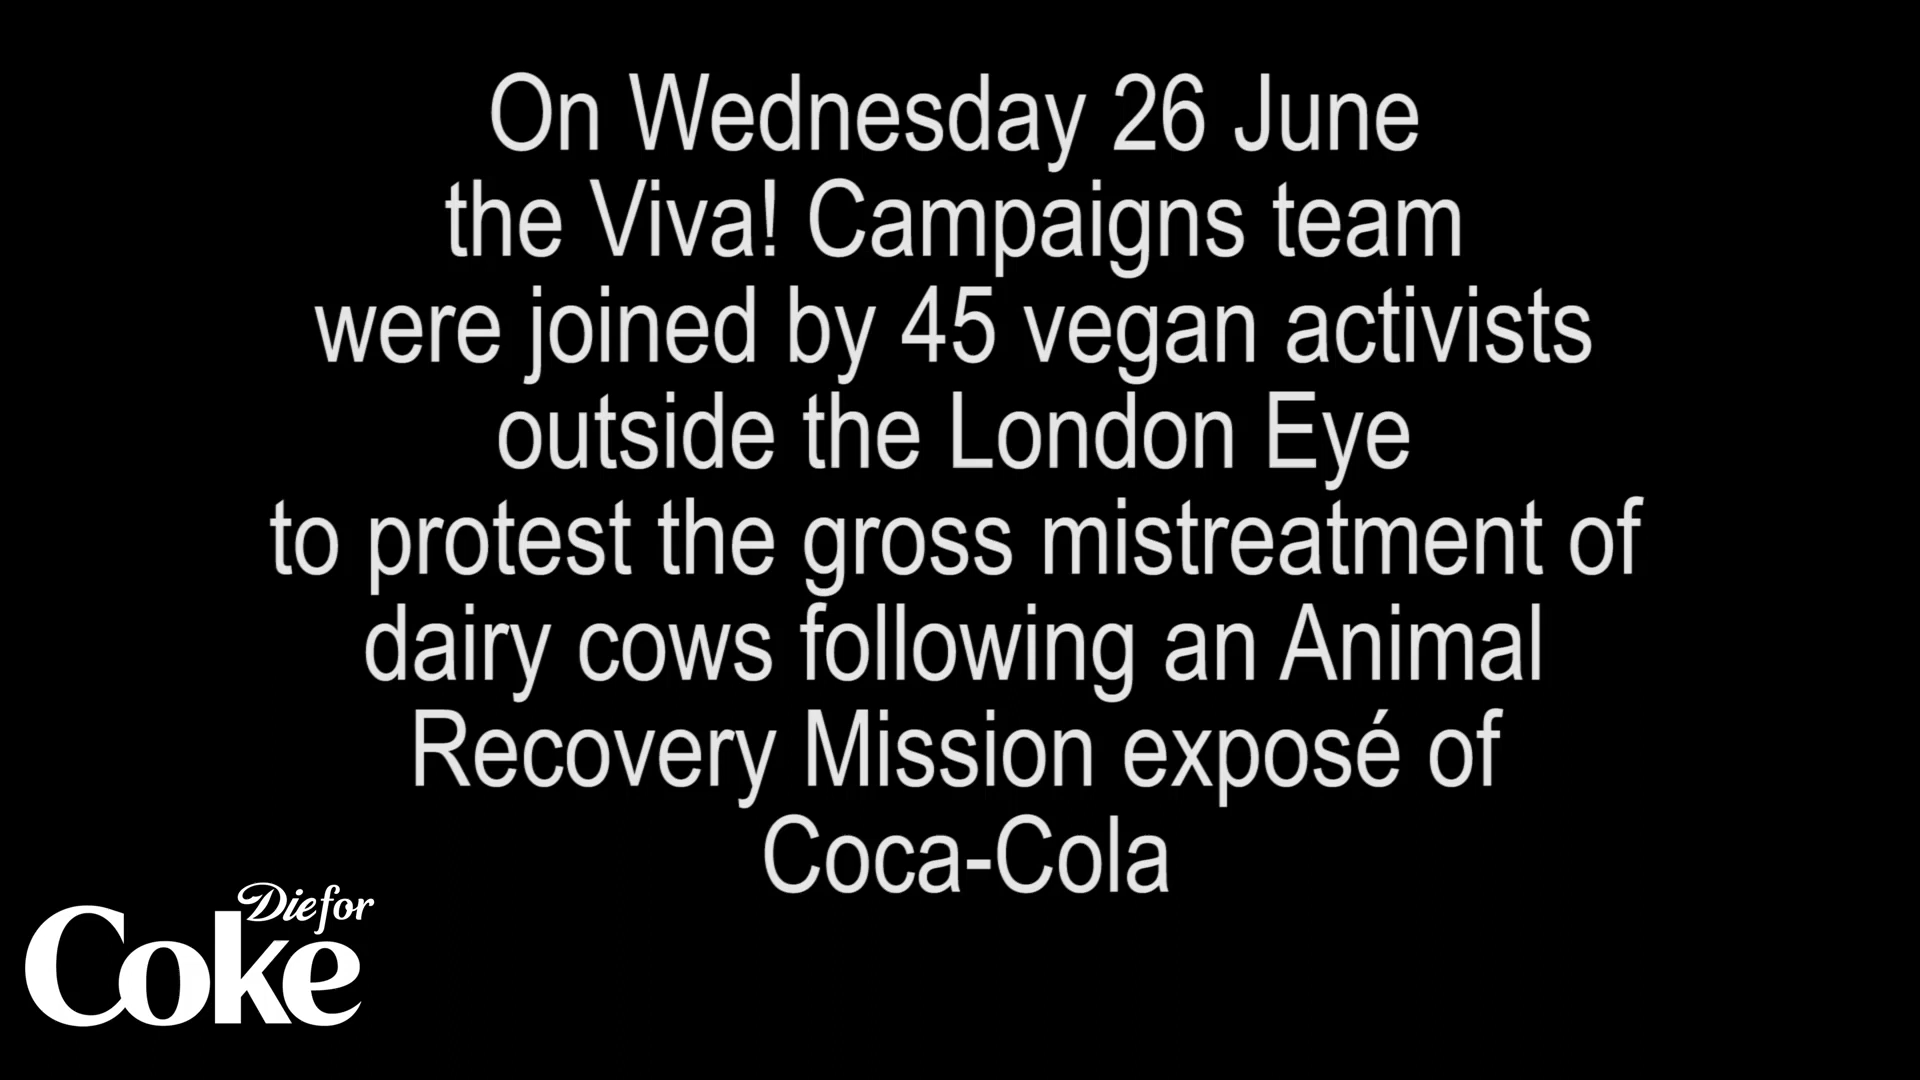 On Wednesday 26 June
the Viva! Campaigns team
were joined by 45 vegan activists
outside the London Eye
to protest the gross mistreatment of
dairy cows following an Animal
Recovery Mission exposé of
Coca-Cola
Die for
Coke